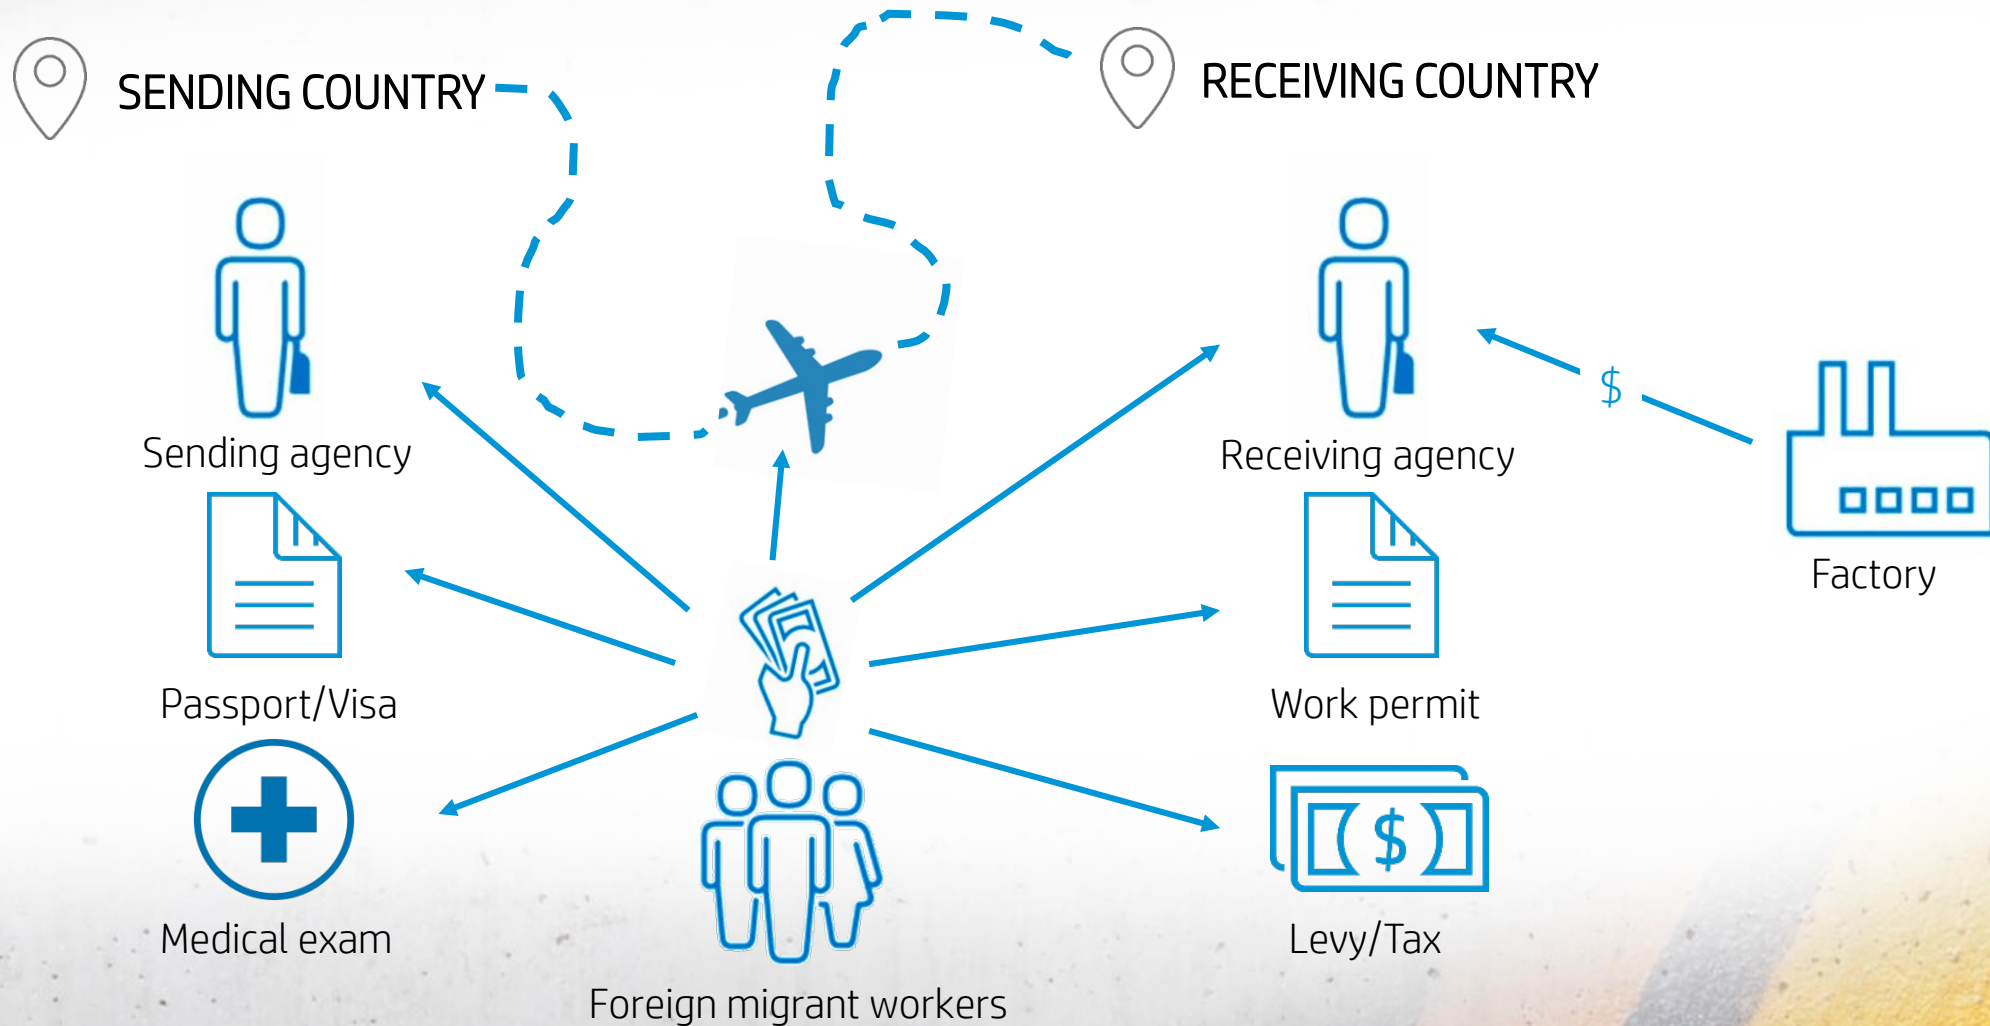 SENDING COUNTRY
RECEIVING COUNTRY
Sending agency
Receiving agency
$
Factory
Passport/Visa
Work permit
Medical exam
$
Levy/Tax
Foreign migrant workers